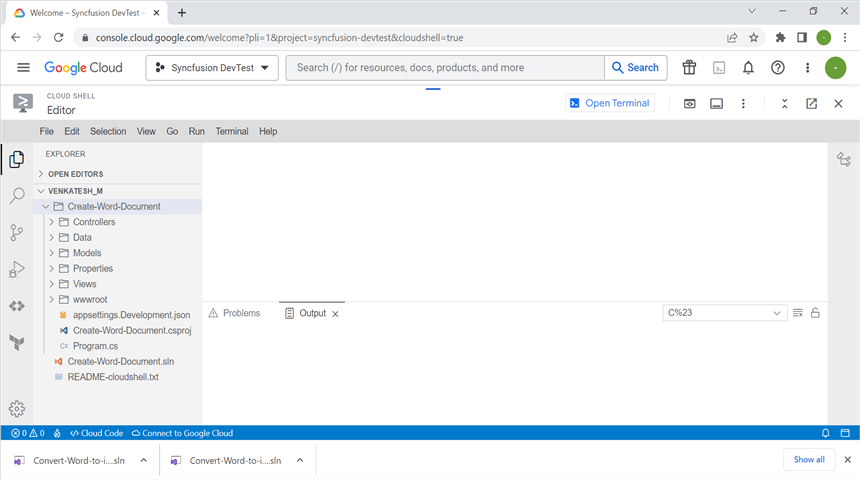 Welcome – Syncfusion DevTest –
console.cloud.google.com/welcome?pli=1&project=syncfusion-devtest&cloudshell=true
Google Cloud
Syncfusion DevTest
Search (/) for resources, docs, products, and more
Search
CLOUD SHELL
Editor
Open Terminal
File Edit Selection View Go Run Terminal Help
EXPLORER
OPEN EDITORS
VENKATESH_M
Create-Word-Document
Controllers
Data
Models
Properties
Views
wwwroot
appsettings.Development.json
Create-Word-Document.csproj
C# Program.cs
Create-Word-Document.sln
README-cloudshell.txt
Problems
Output
C%23
0 0 Cloud Code Connect to Google Cloud
Convert-Word-to-i....sln
Convert-Word-to-i....sln
Show all